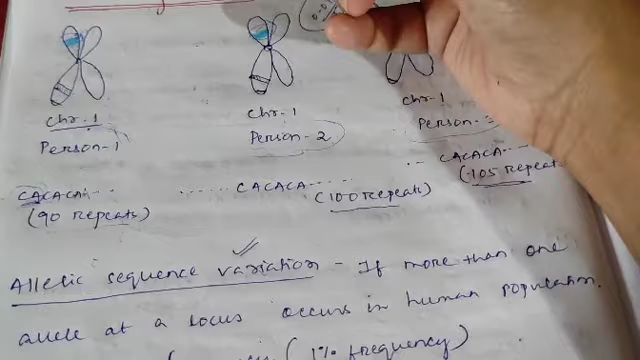 Chr. 1 Chr. 1 Chr-1
Person-1 Person-2 Person-
CACACA... ...... CACACA...... ... CACACA...
(90 Repeats) (100 Repeats) (105 Repeats
Allelic sequence variation - If more than one
allele at a locus occurs in human population.
(1% frequency)